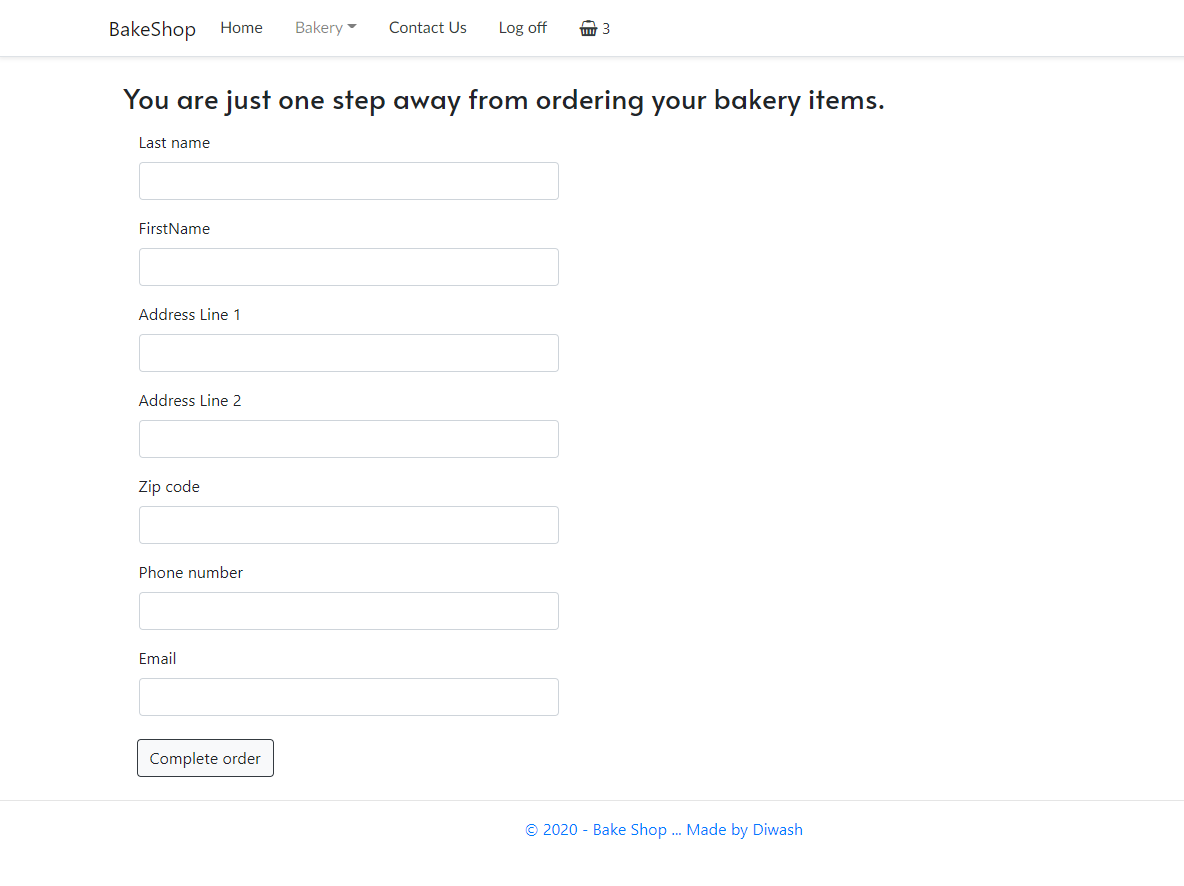 BakeShop Home Bakery Contact Us Log off 3
You are just one step away from ordering your bakery items.
Last name
FirstName
Address Line 1
Address Line 2
Zip code
Phone number
Email
Complete order
© 2020 - Bake Shop ... Made by Diwash